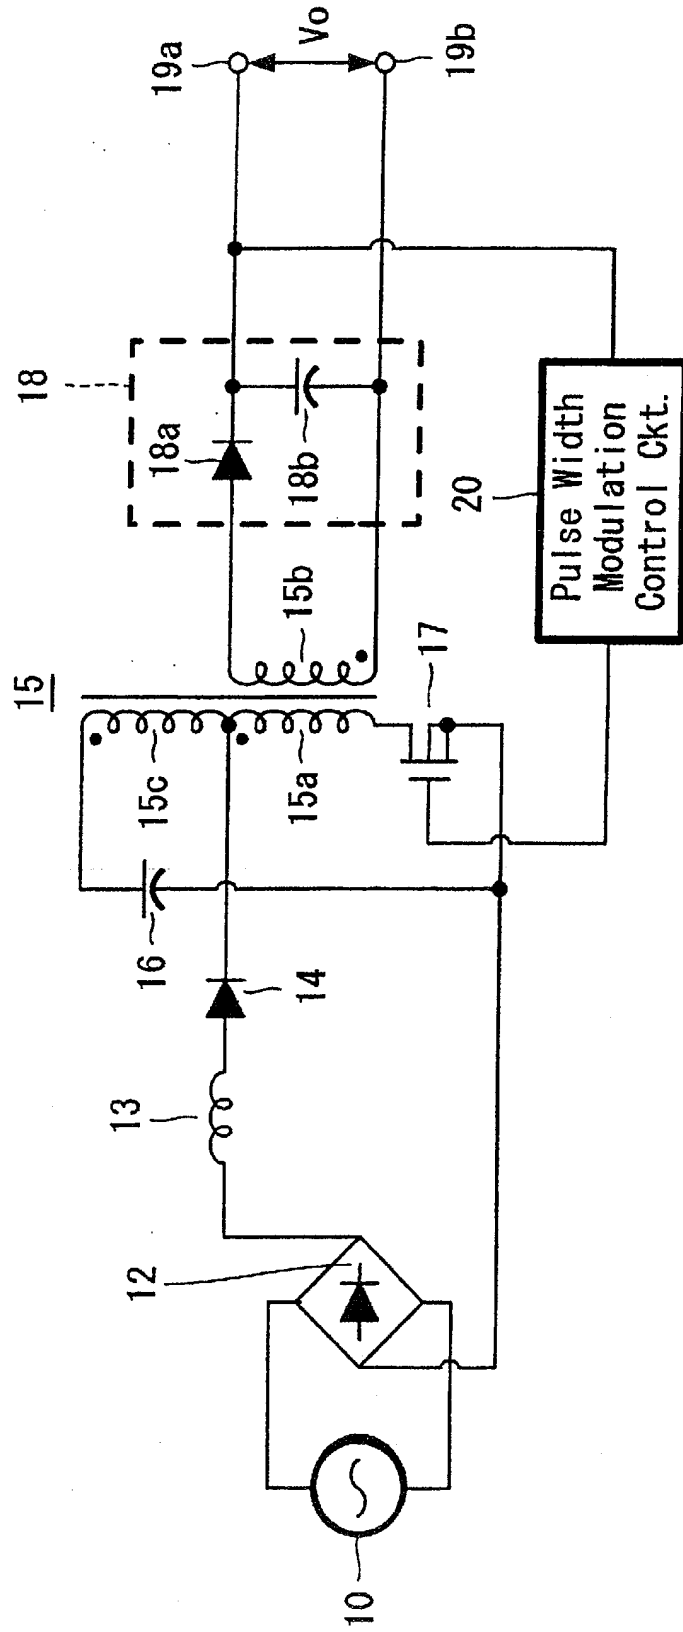 10
12
13
14
15
15a
15b
15c
16
17
18
18a
18b
19a
19b
Vo
20
Pulse Width
Modulation
Control Ckt.